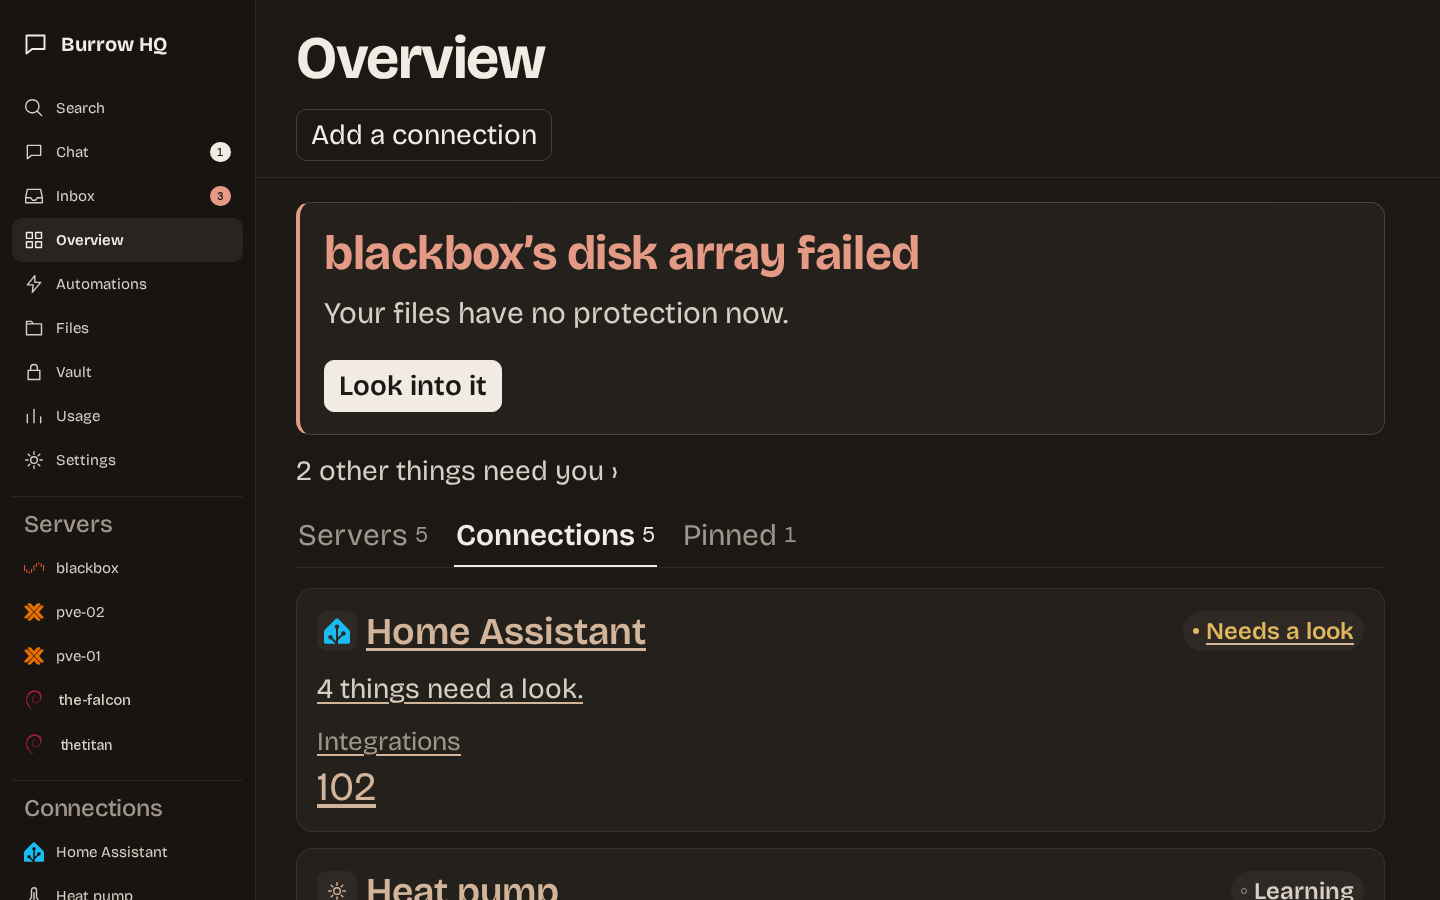 Burrow HQ
Search
Chat 1
Inbox 3
Overview
Automations
Files
Vault
Usage
Settings
Servers
blackbox
pve-02
pve-01
the-falcon
thetitan
Connections
Home Assistant
Heat pump
Overview
Add a connection
blackbox’s disk array failed
Your files have no protection now.
Look into it
2 other things need you ›
Servers 5 Connections 5 Pinned 1
Home Assistant
Needs a look
4 things need a look.
Integrations
102
Heat pump
Learning